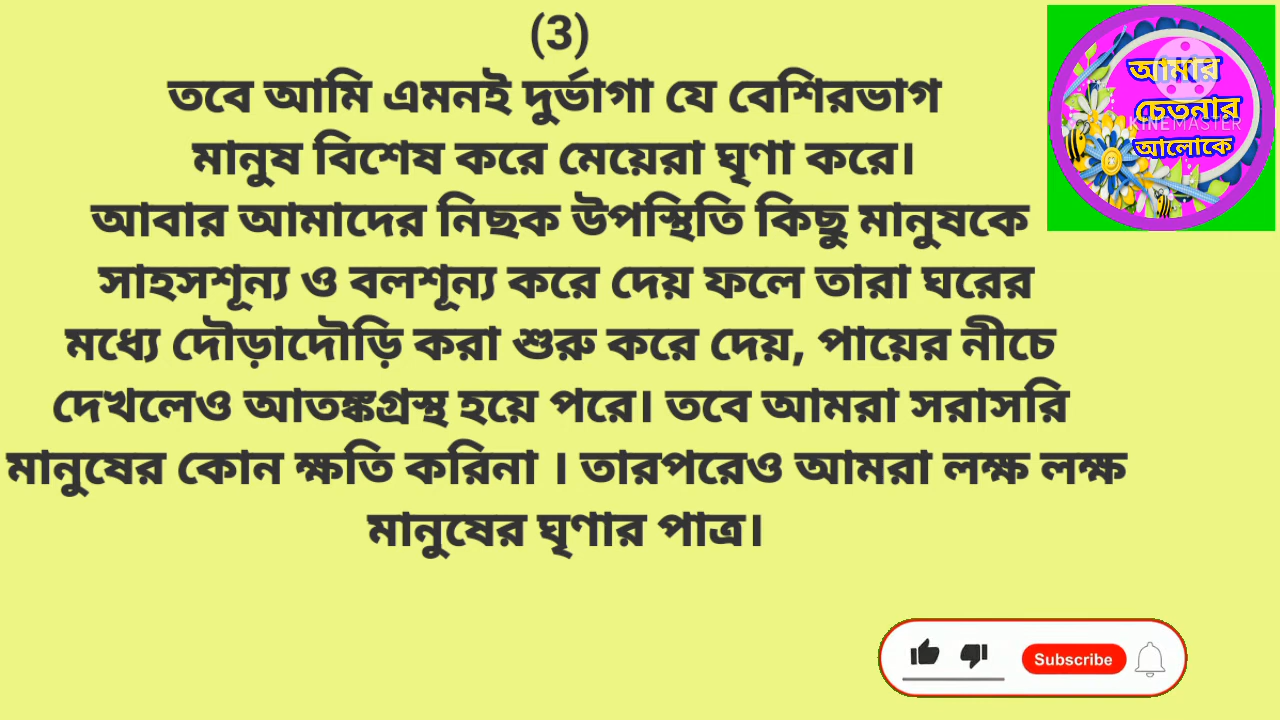 (3)
তবে আমি এমনই দুর্ভাগা যে বেশিরভাগ
মানুষ বিশেষ করে মেয়েরা ঘৃণা করে।
আবার আমাদের নিছক উপস্থিতি কিছু মানুষকে
সাহসশূন্য ও বলশূন্য করে দেয় ফলে তারা ঘরের
মধ্যে দৌড়াদৌড়ি করা শুরু করে দেয়, পায়ের নীচে
দেখলেও আতঙ্কগ্রস্থ হয়ে পরে। তবে আমরা সরাসরি
মানুষের কোন ক্ষতি করিনা । তারপরেও আমরা লক্ষ লক্ষ
মানুষের ঘৃণার পাত্র।
আমার
চেতনার
KINEMASTER
আলোকে
Subscribe